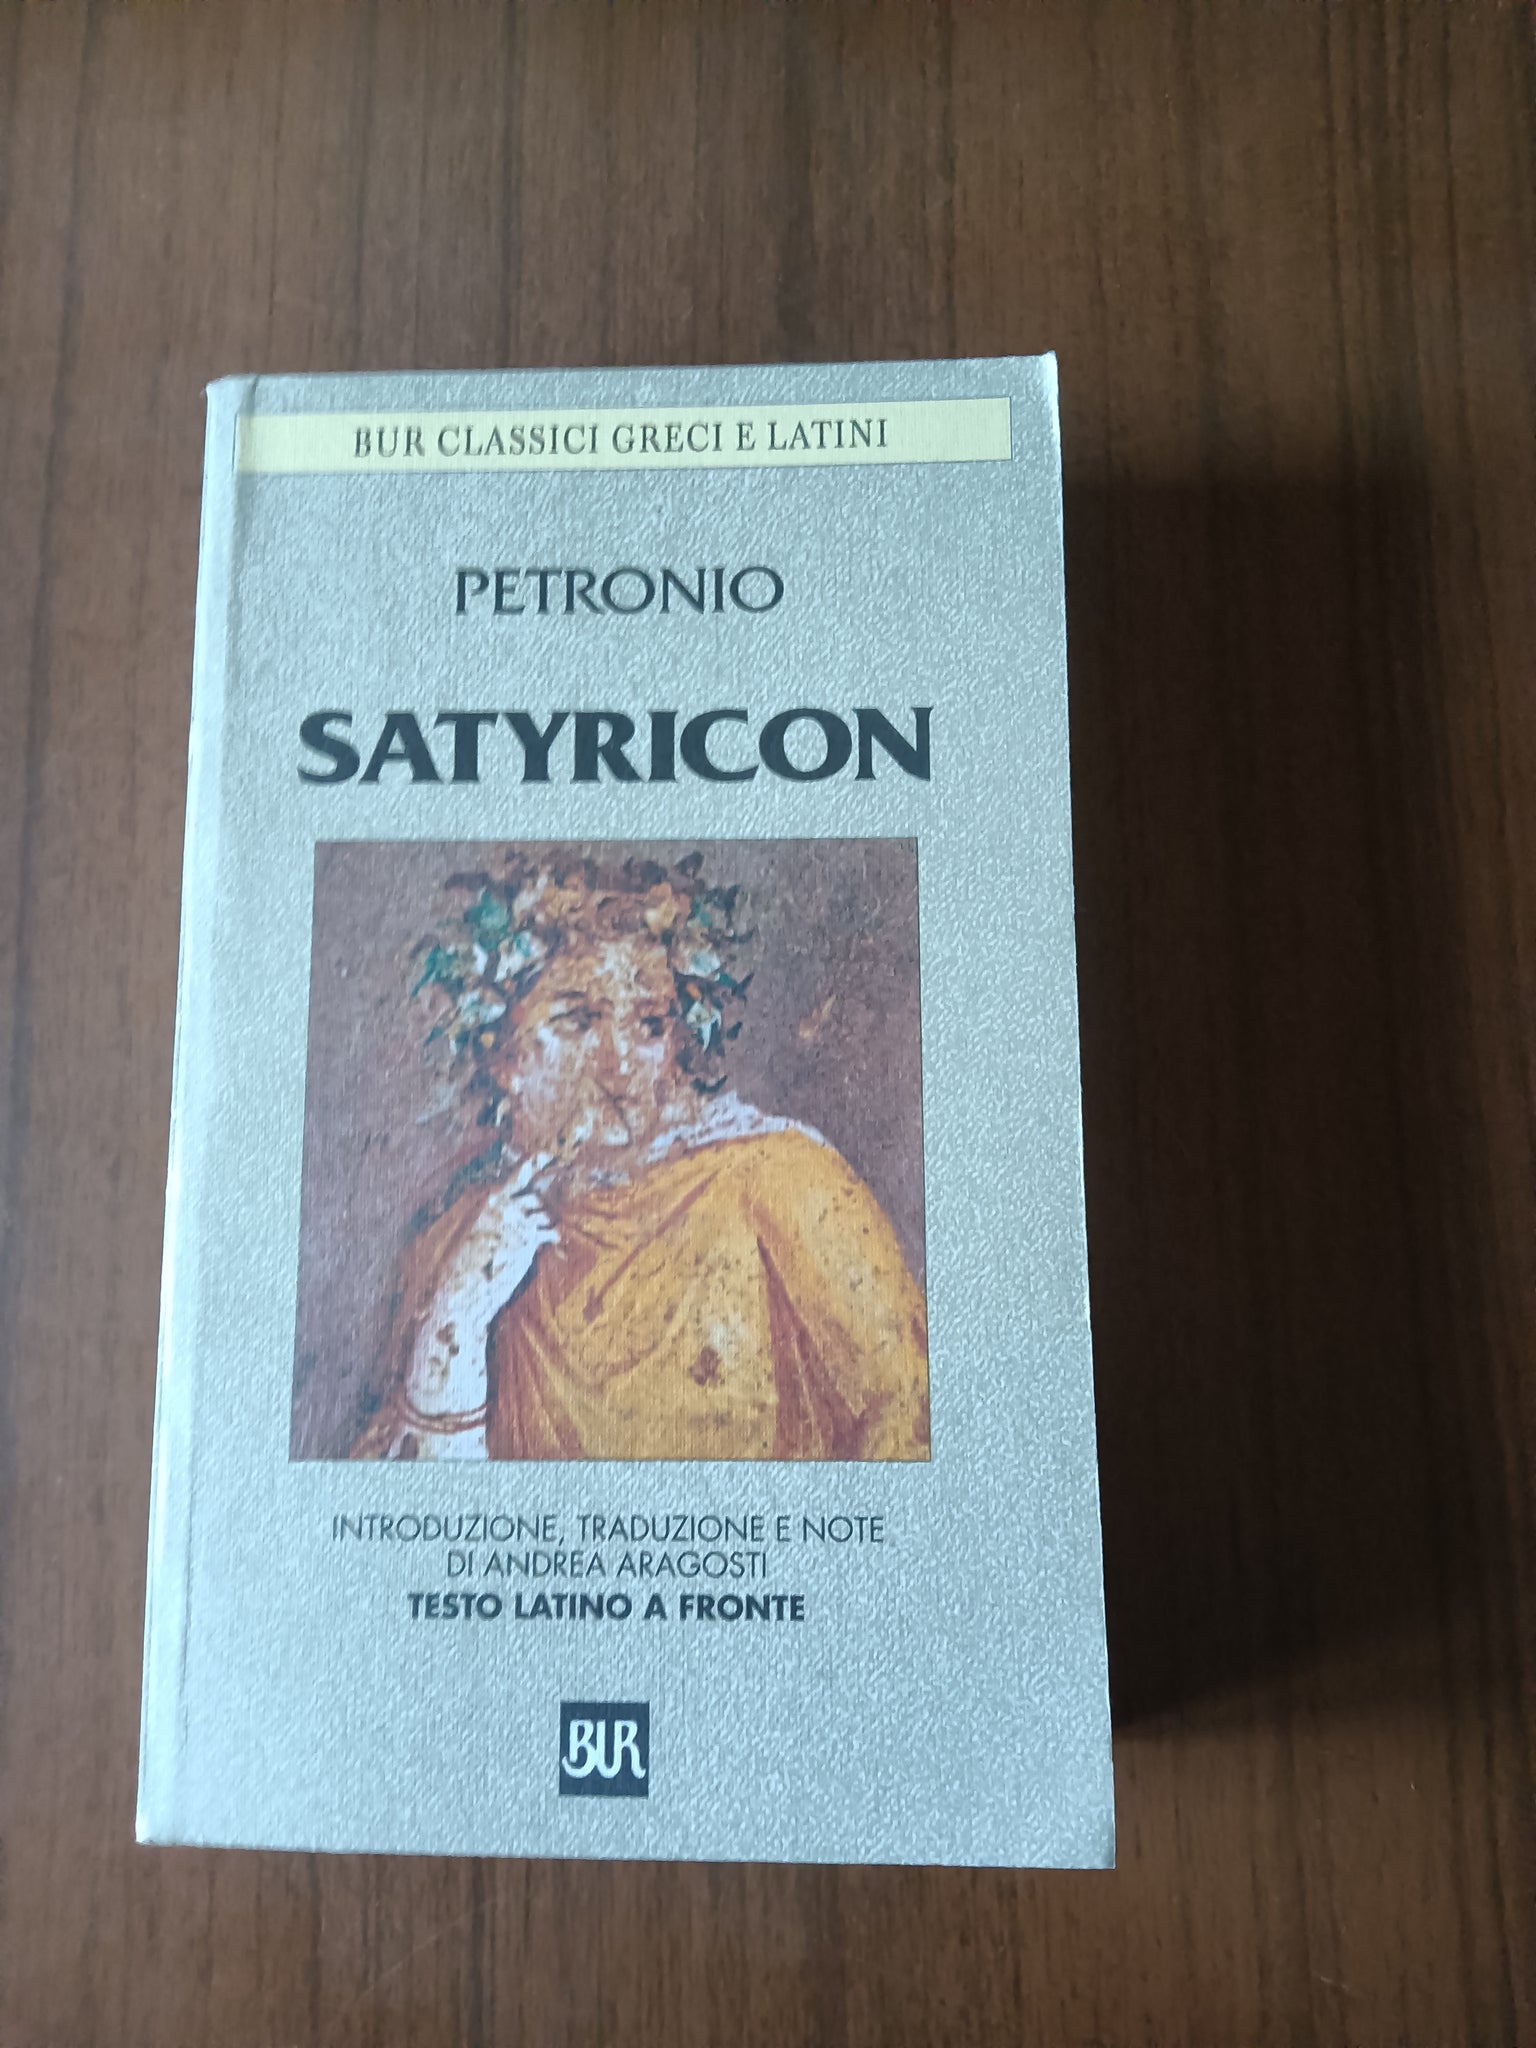 BUR CLASSICI GRECI E LATINI
PETRONIO
SATYRICON
INTRODUZIONE, TRADUZIONE E NOTE
DI ANDREA ARAGOSTI
TESTO LATINO A FRONTE
BUR